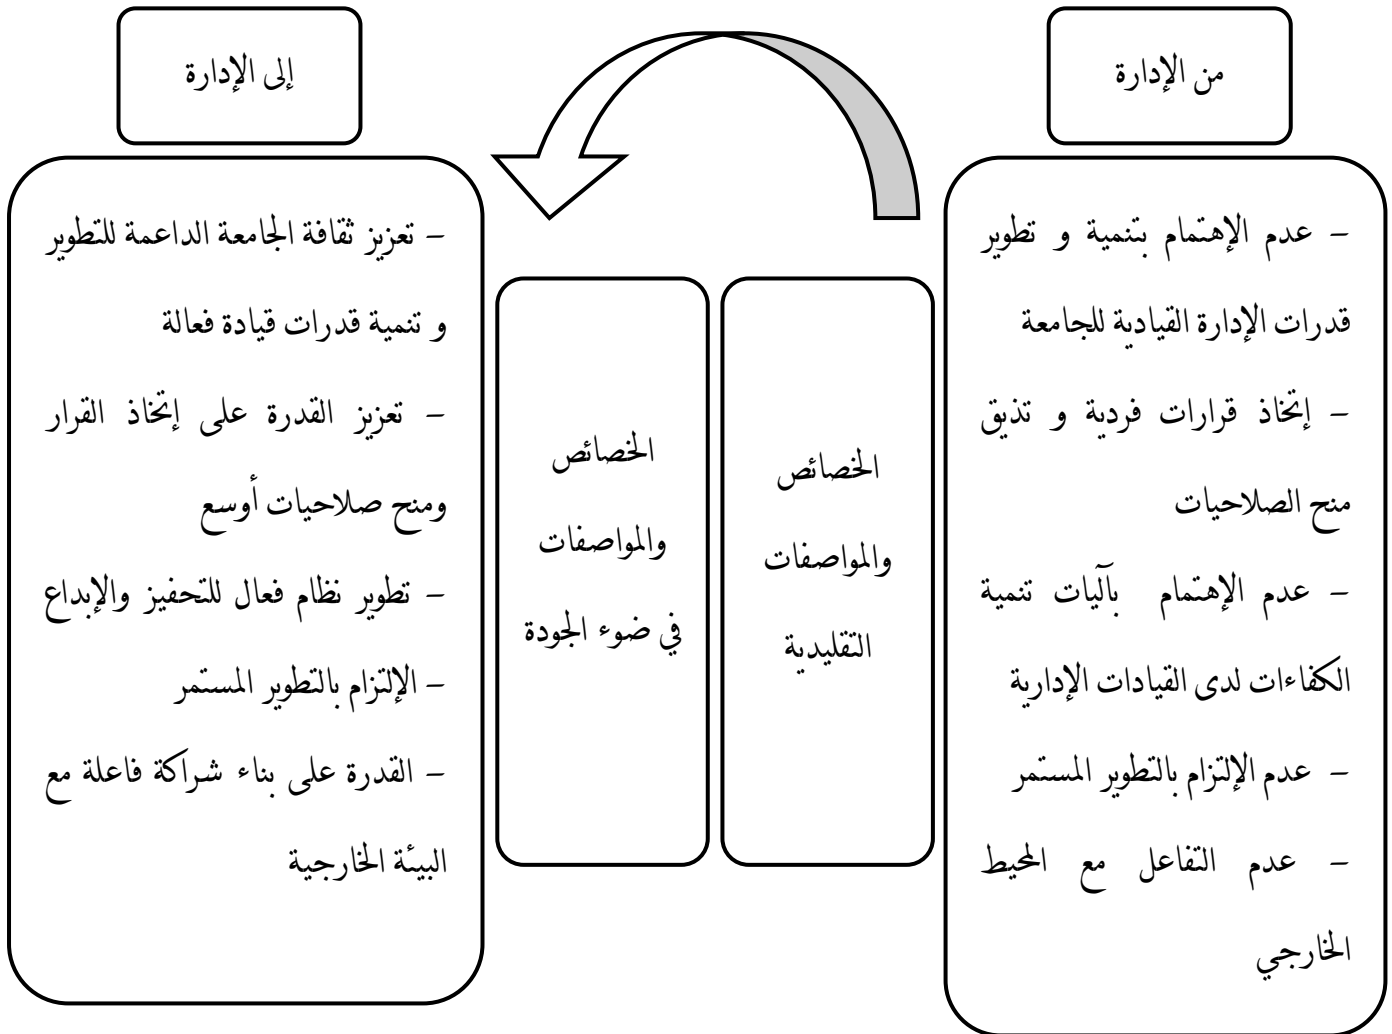 من الإدارة
إلى الإدارة
– عدم الإهتمام بتنمية و تطوير
قدرات الإدارة القيادية للجامعة
– إتخاذ قرارات فردية و تذيق
منح الصلاحيات
– عدم الإهتمام بآليات تنمية
الكفاءات لدى القيادات الإدارية
– عدم الإلتزام بالتطوير المستمر
– عدم التفاعل مع المحيط
الخارجي
الخصائص
والمواصفات
التقليدية
الخصائص
والمواصفات
في ضوء الجودة
– تعزيز ثقافة الجامعة الداعمة للتطوير
و تنمية قدرات قيادة فعالة
– تعزيز القدرة على إتخاذ القرار
ومنح صلاحيات أوسع
– تطوير نظام فعال للتحفيز والإبداع
– الإلتزام بالتطوير المستمر
– القدرة على بناء شراكة فاعلة مع
البيئة الخارجية